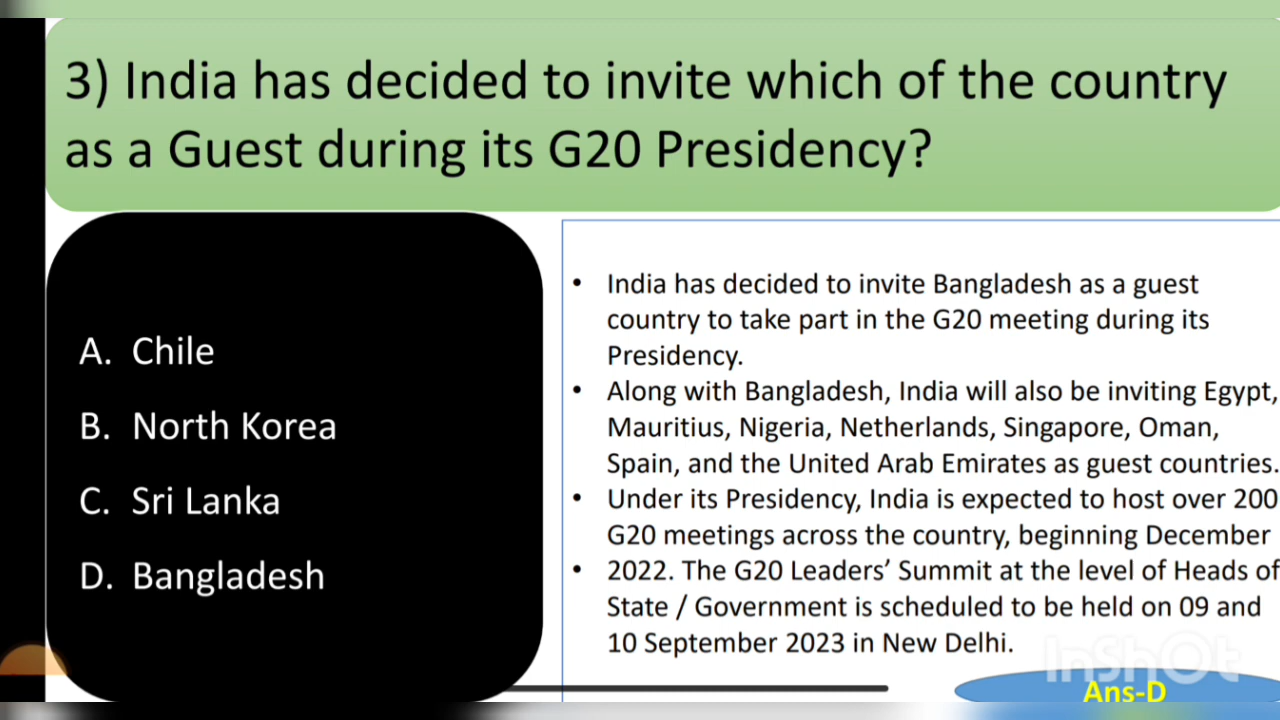 3) India has decided to invite which of the country
as a Guest during its G20 Presidency?
A. Chile
B. North Korea
C. Sri Lanka
D. Bangladesh
• India has decided to invite Bangladesh as a guest
country to take part in the G20 meeting during its
Presidency.
• Along with Bangladesh, India will also be inviting Egypt,
Mauritius, Nigeria, Netherlands, Singapore, Oman,
Spain, and the United Arab Emirates as guest countries.
• Under its Presidency, India is expected to host over 200
G20 meetings across the country, beginning December
• 2022. The G20 Leaders’ Summit at the level of Heads of
State / Government is scheduled to be held on 09 and
10 September 2023 in New Delhi.
InShOt
Ans-D